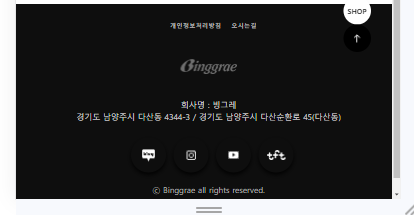 SHOP
개인정보처리방침 오시는길
Binggrae
회사명 : 빙그레
경기도 남양주시 다산동 4344-3 / 경기도 남양주시 다산순환로 45(다산동)
blog
ⓒ Binggrae all rights reserved.